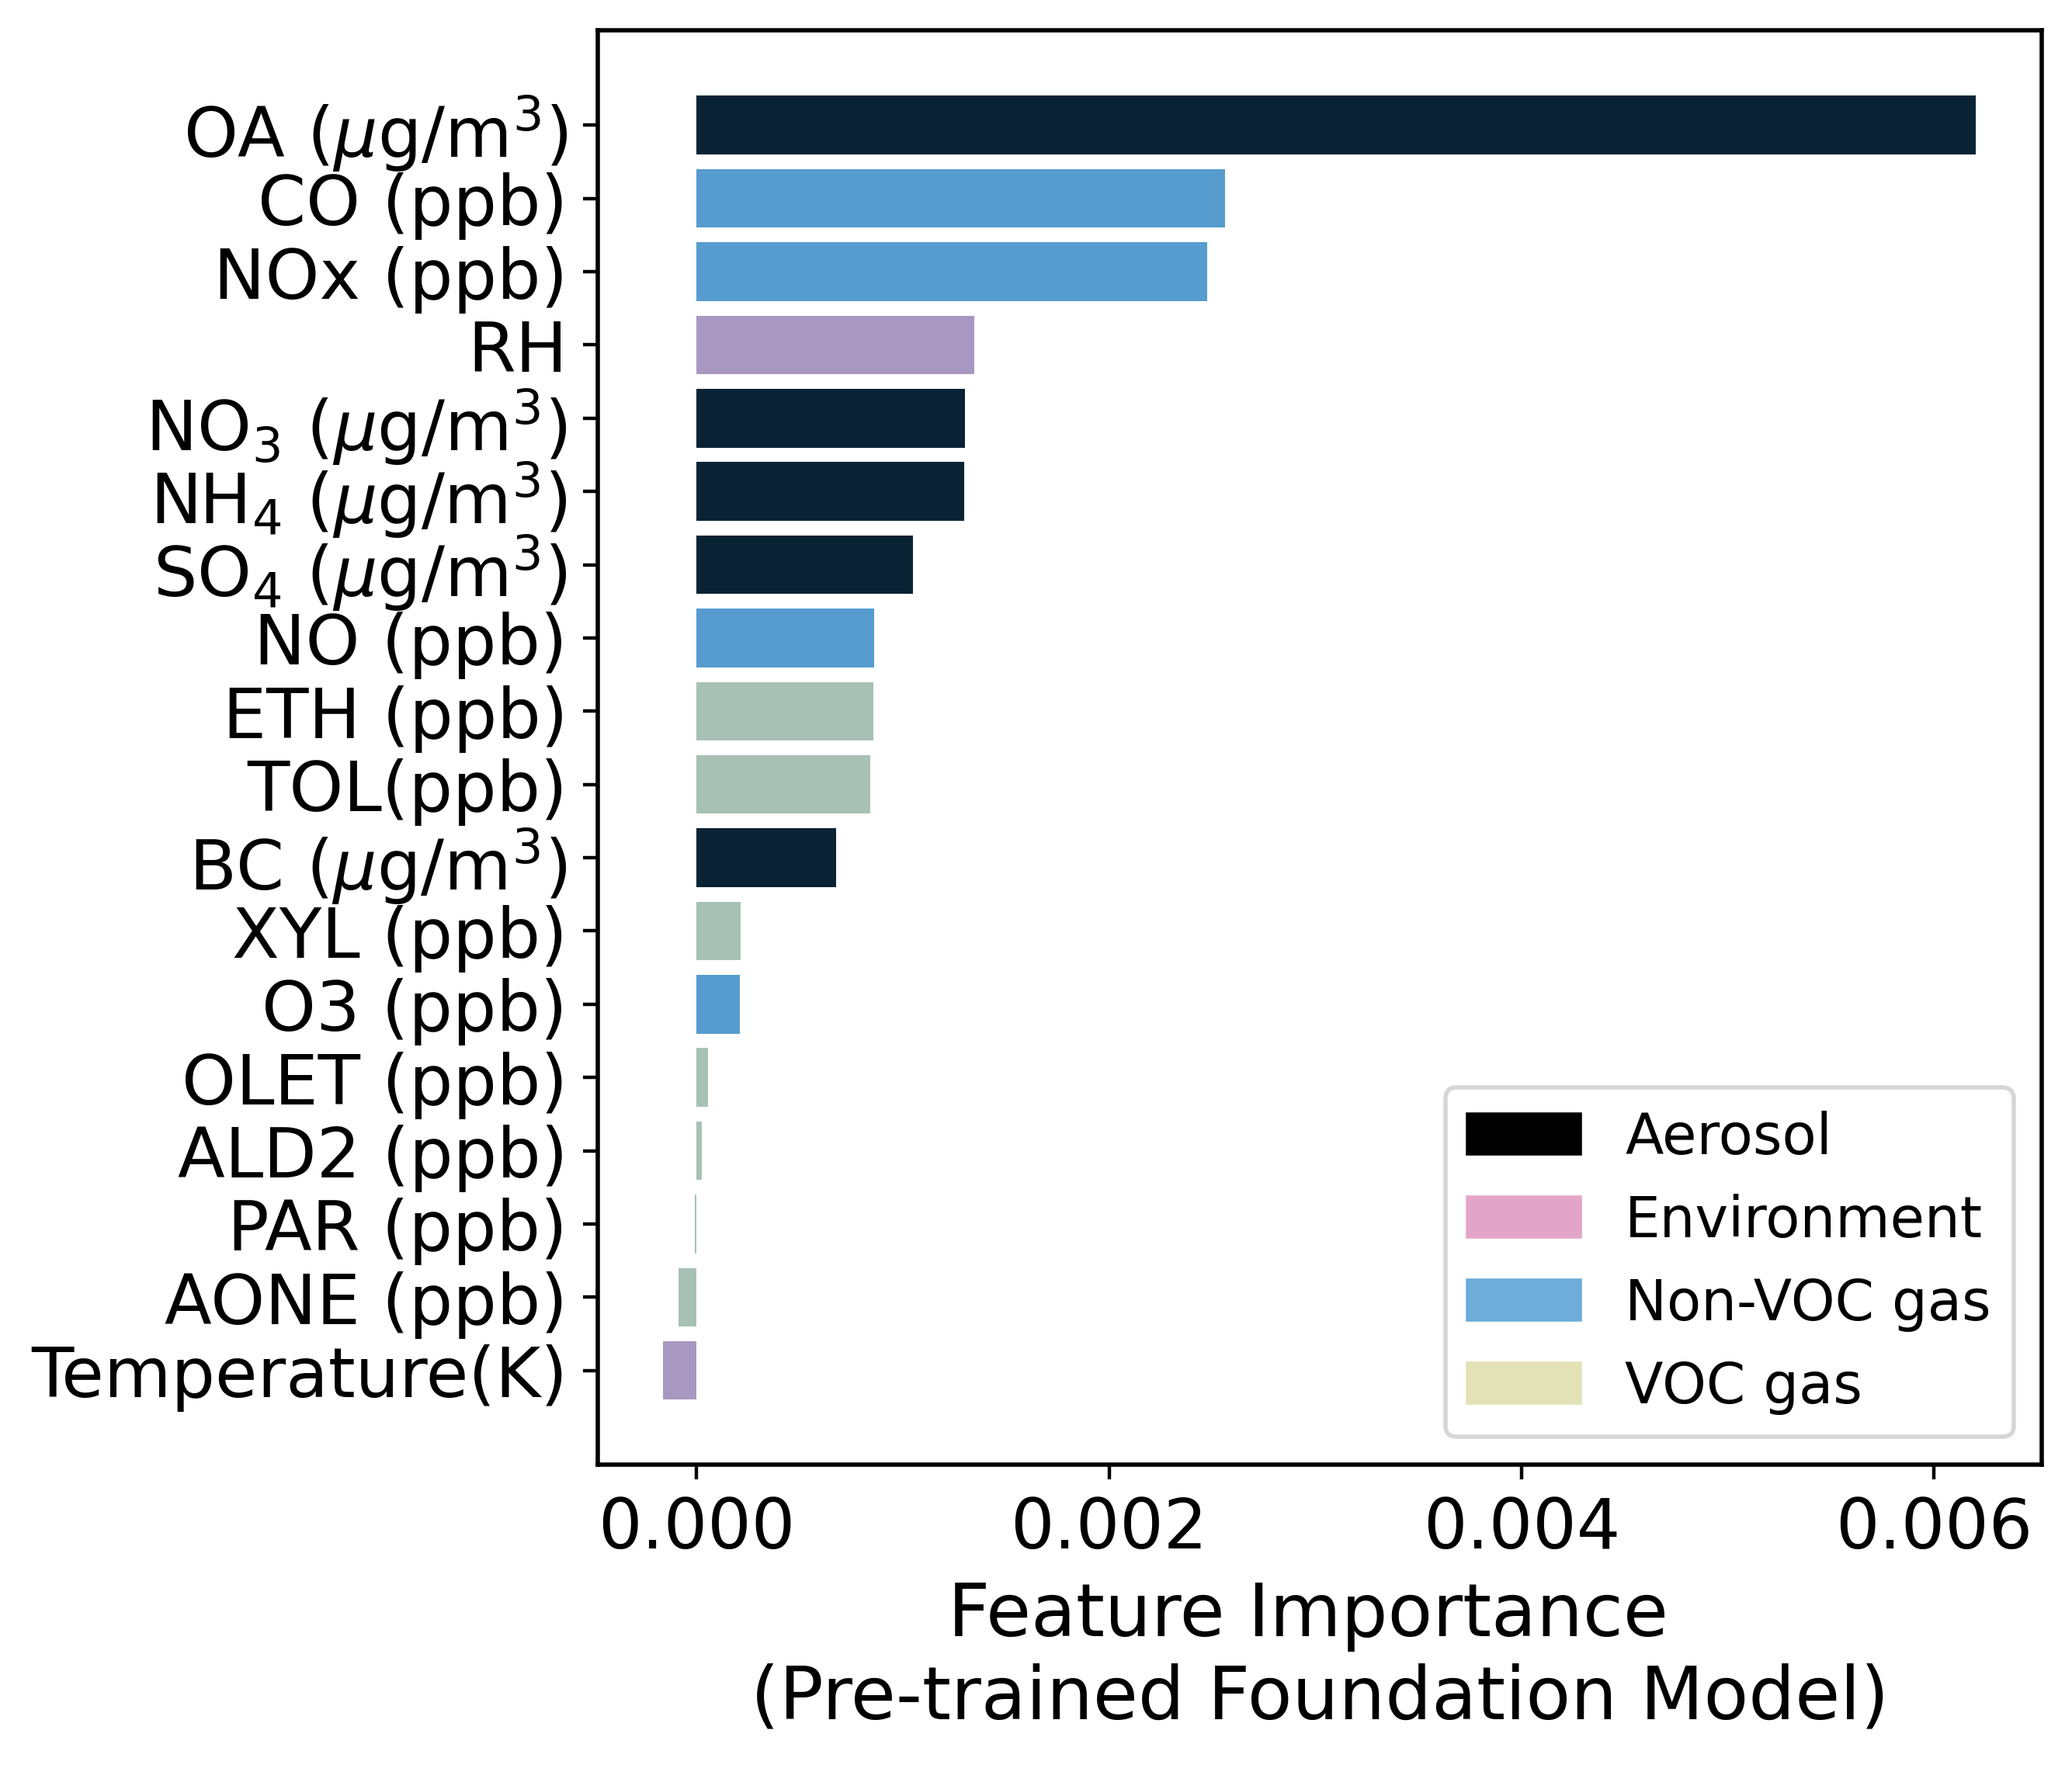 OA (μg/m³)
CO (ppb)
NOx (ppb)
RH
NO₃ (μg/m³)
NH₄ (μg/m³)
SO₄ (μg/m³)
NO (ppb)
ETH (ppb)
TOL(ppb)
BC (μg/m³)
XYL (ppb)
O3 (ppb)
OLET (ppb)
ALD2 (ppb)
PAR (ppb)
AONE (ppb)
Temperature(K)
Aerosol
Environment
Non-VOC gas
VOC gas
0.000 0.002 0.004 0.006
Feature Importance
(Pre-trained Foundation Model)